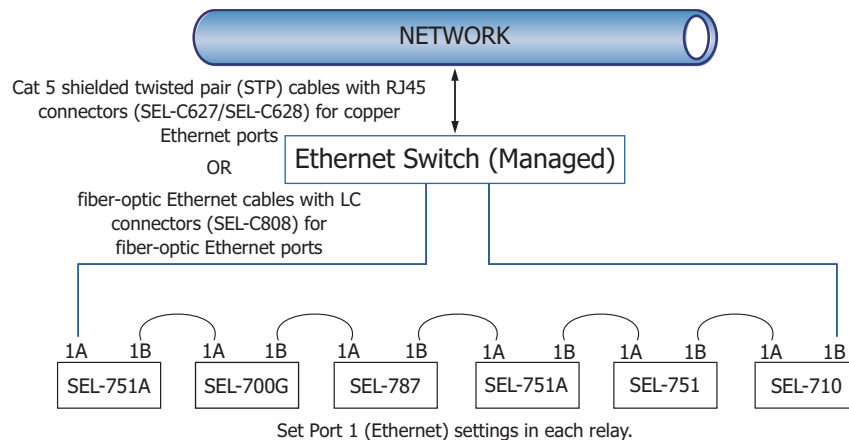 NETWORK
Cat 5 shielded twisted pair (STP) cables with RJ45
connectors (SEL-C627/SEL-C628) for copper
Ethernet ports
OR
fiber-optic Ethernet cables with LC
connectors (SEL-C808) for
fiber-optic Ethernet ports
Ethernet Switch (Managed)
1A 1B 1A 1B 1A 1B 1A 1B 1A 1B 1A 1B
SEL-751A SEL-700G SEL-787 SEL-751A SEL-751 SEL-710
Set Port 1 (Ethernet) settings in each relay.